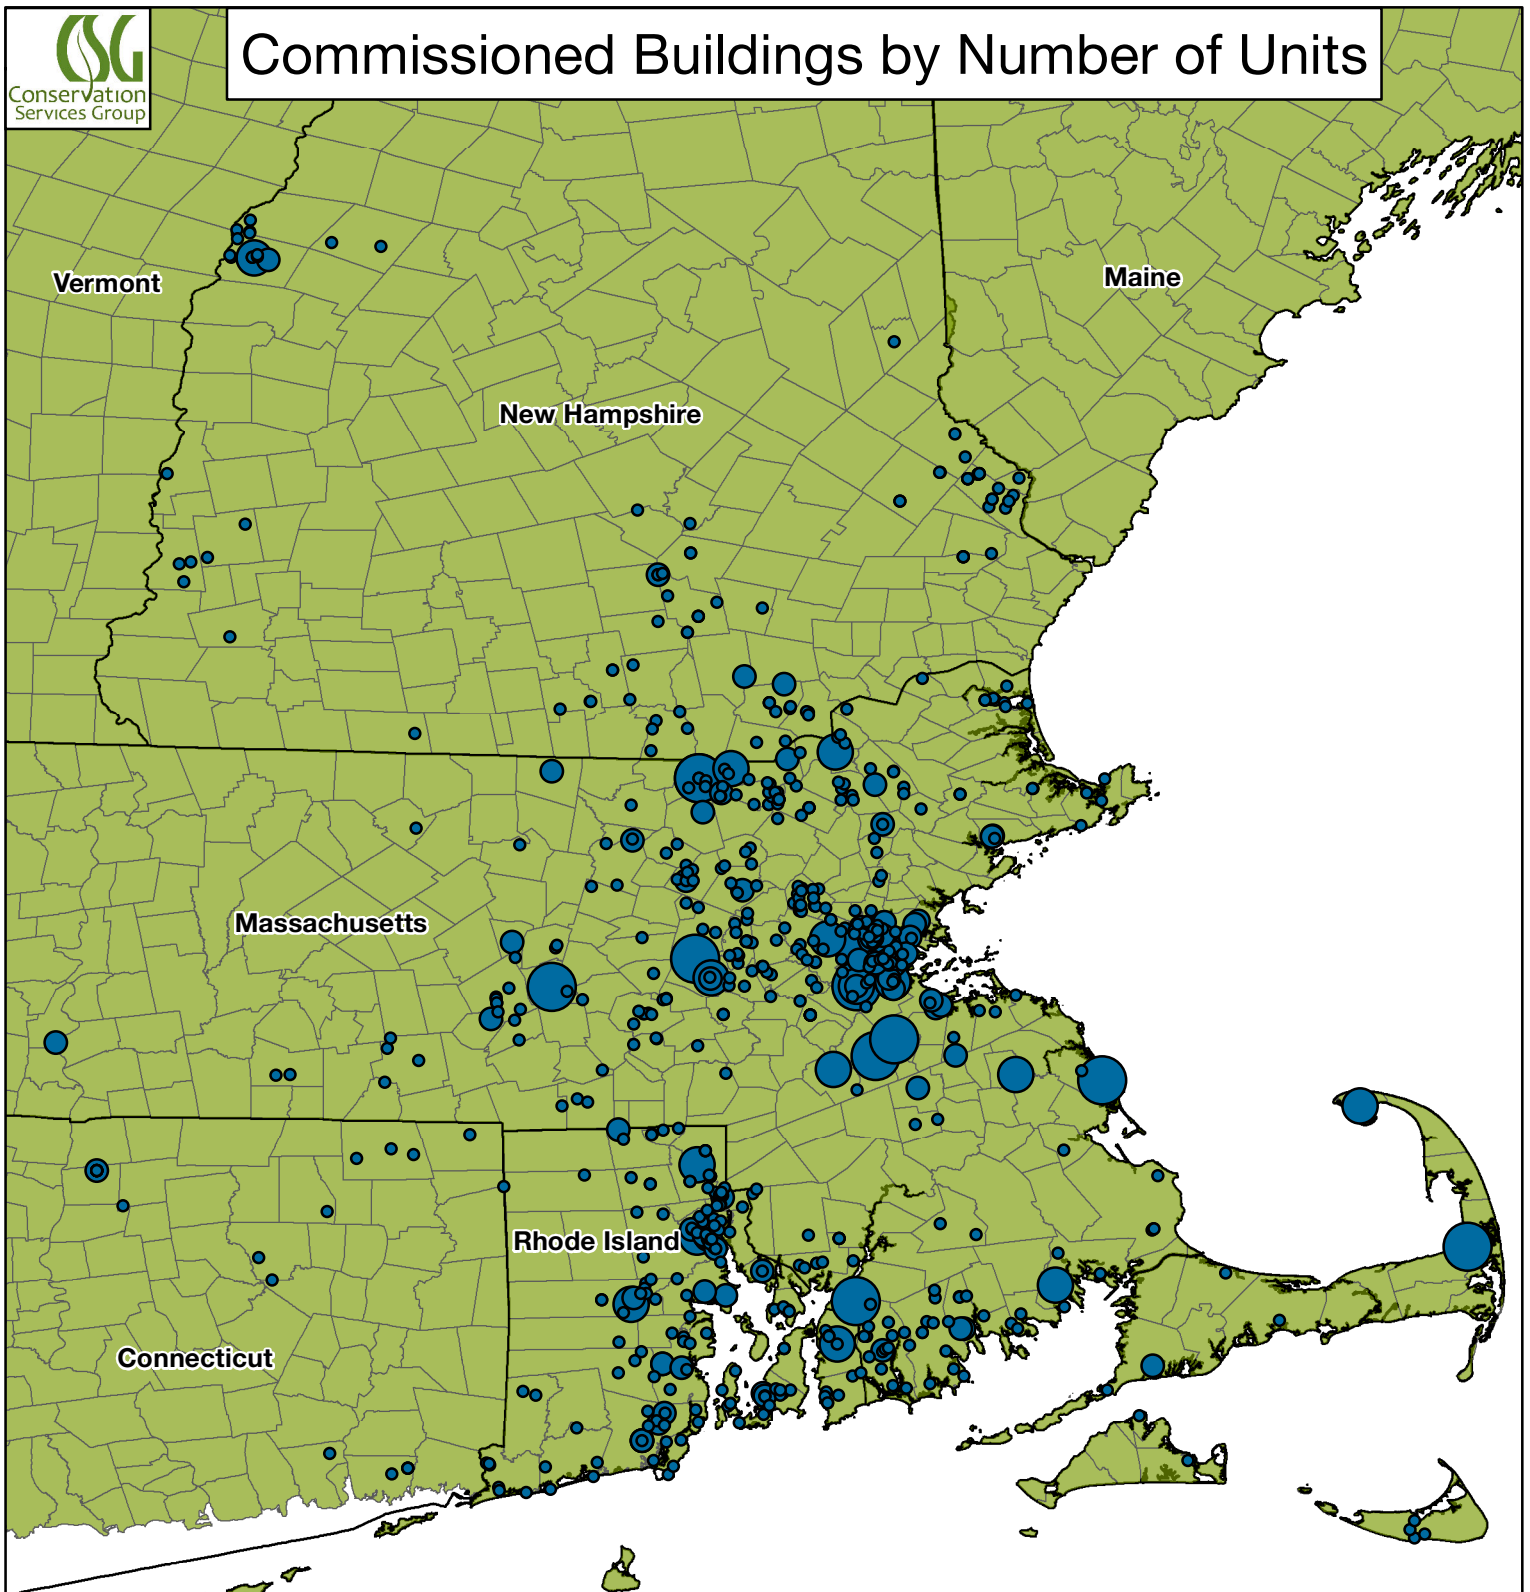 CSG
Conservation
Services Group
Commissioned Buildings by Number of Units
Vermont
Maine
New Hampshire
Massachusetts
Rhode Island
Connecticut